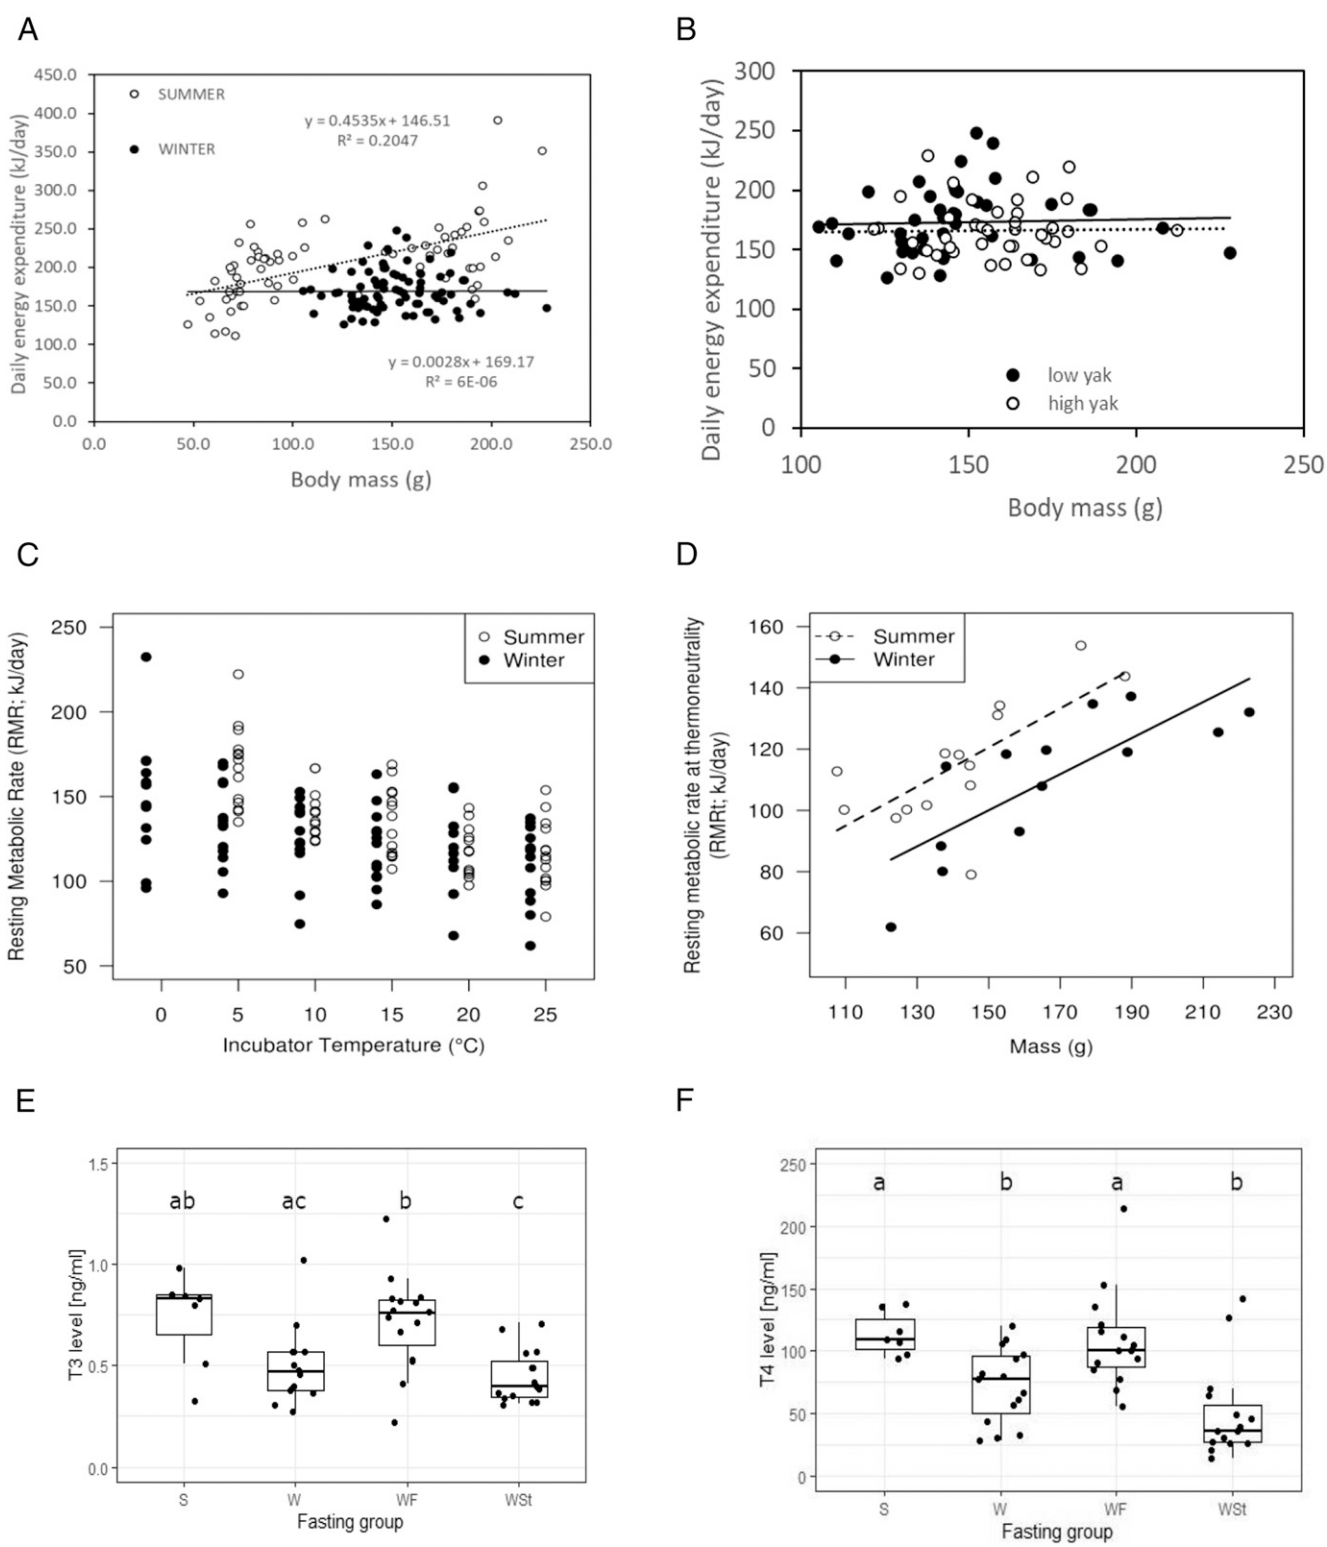 A
Daily energy expenditure (kJ/day)
450.0
400.0
350.0
300.0
250.0
200.0
150.0
100.0
50.0
0.0
SUMMER
WINTER
y = 0.4535x + 146.51
R² = 0.2047
y = 0.0028x + 169.17
R² = 6E-06
0.0 50.0 100.0 150.0 200.0 250.0
Body mass (g)
B
Daily energy expenditure (kJ/day)
300
250
200
150
100
50
0
low yak
high yak
100 150 200 250
Body mass (g)
C
Resting Metabolic Rate (RMR; kJ/day)
250
200
150
100
50
Summer
Winter
0 5 10 15 20 25
Incubator Temperature (°C)
D
Resting metabolic rate at thermoneutrality
(RMRt; kJ/day)
160
140
120
100
80
60
Summer
Winter
110 130 150 170 190 210 230
Mass (g)
E
T3 level [ng/ml]
1.5
1.0
0.5
0.0
ab ac b c
S W WF WSt
Fasting group
F
T4 level [ng/ml]
250
200
150
100
50
0
a b a b
S W WF WSt
Fasting group